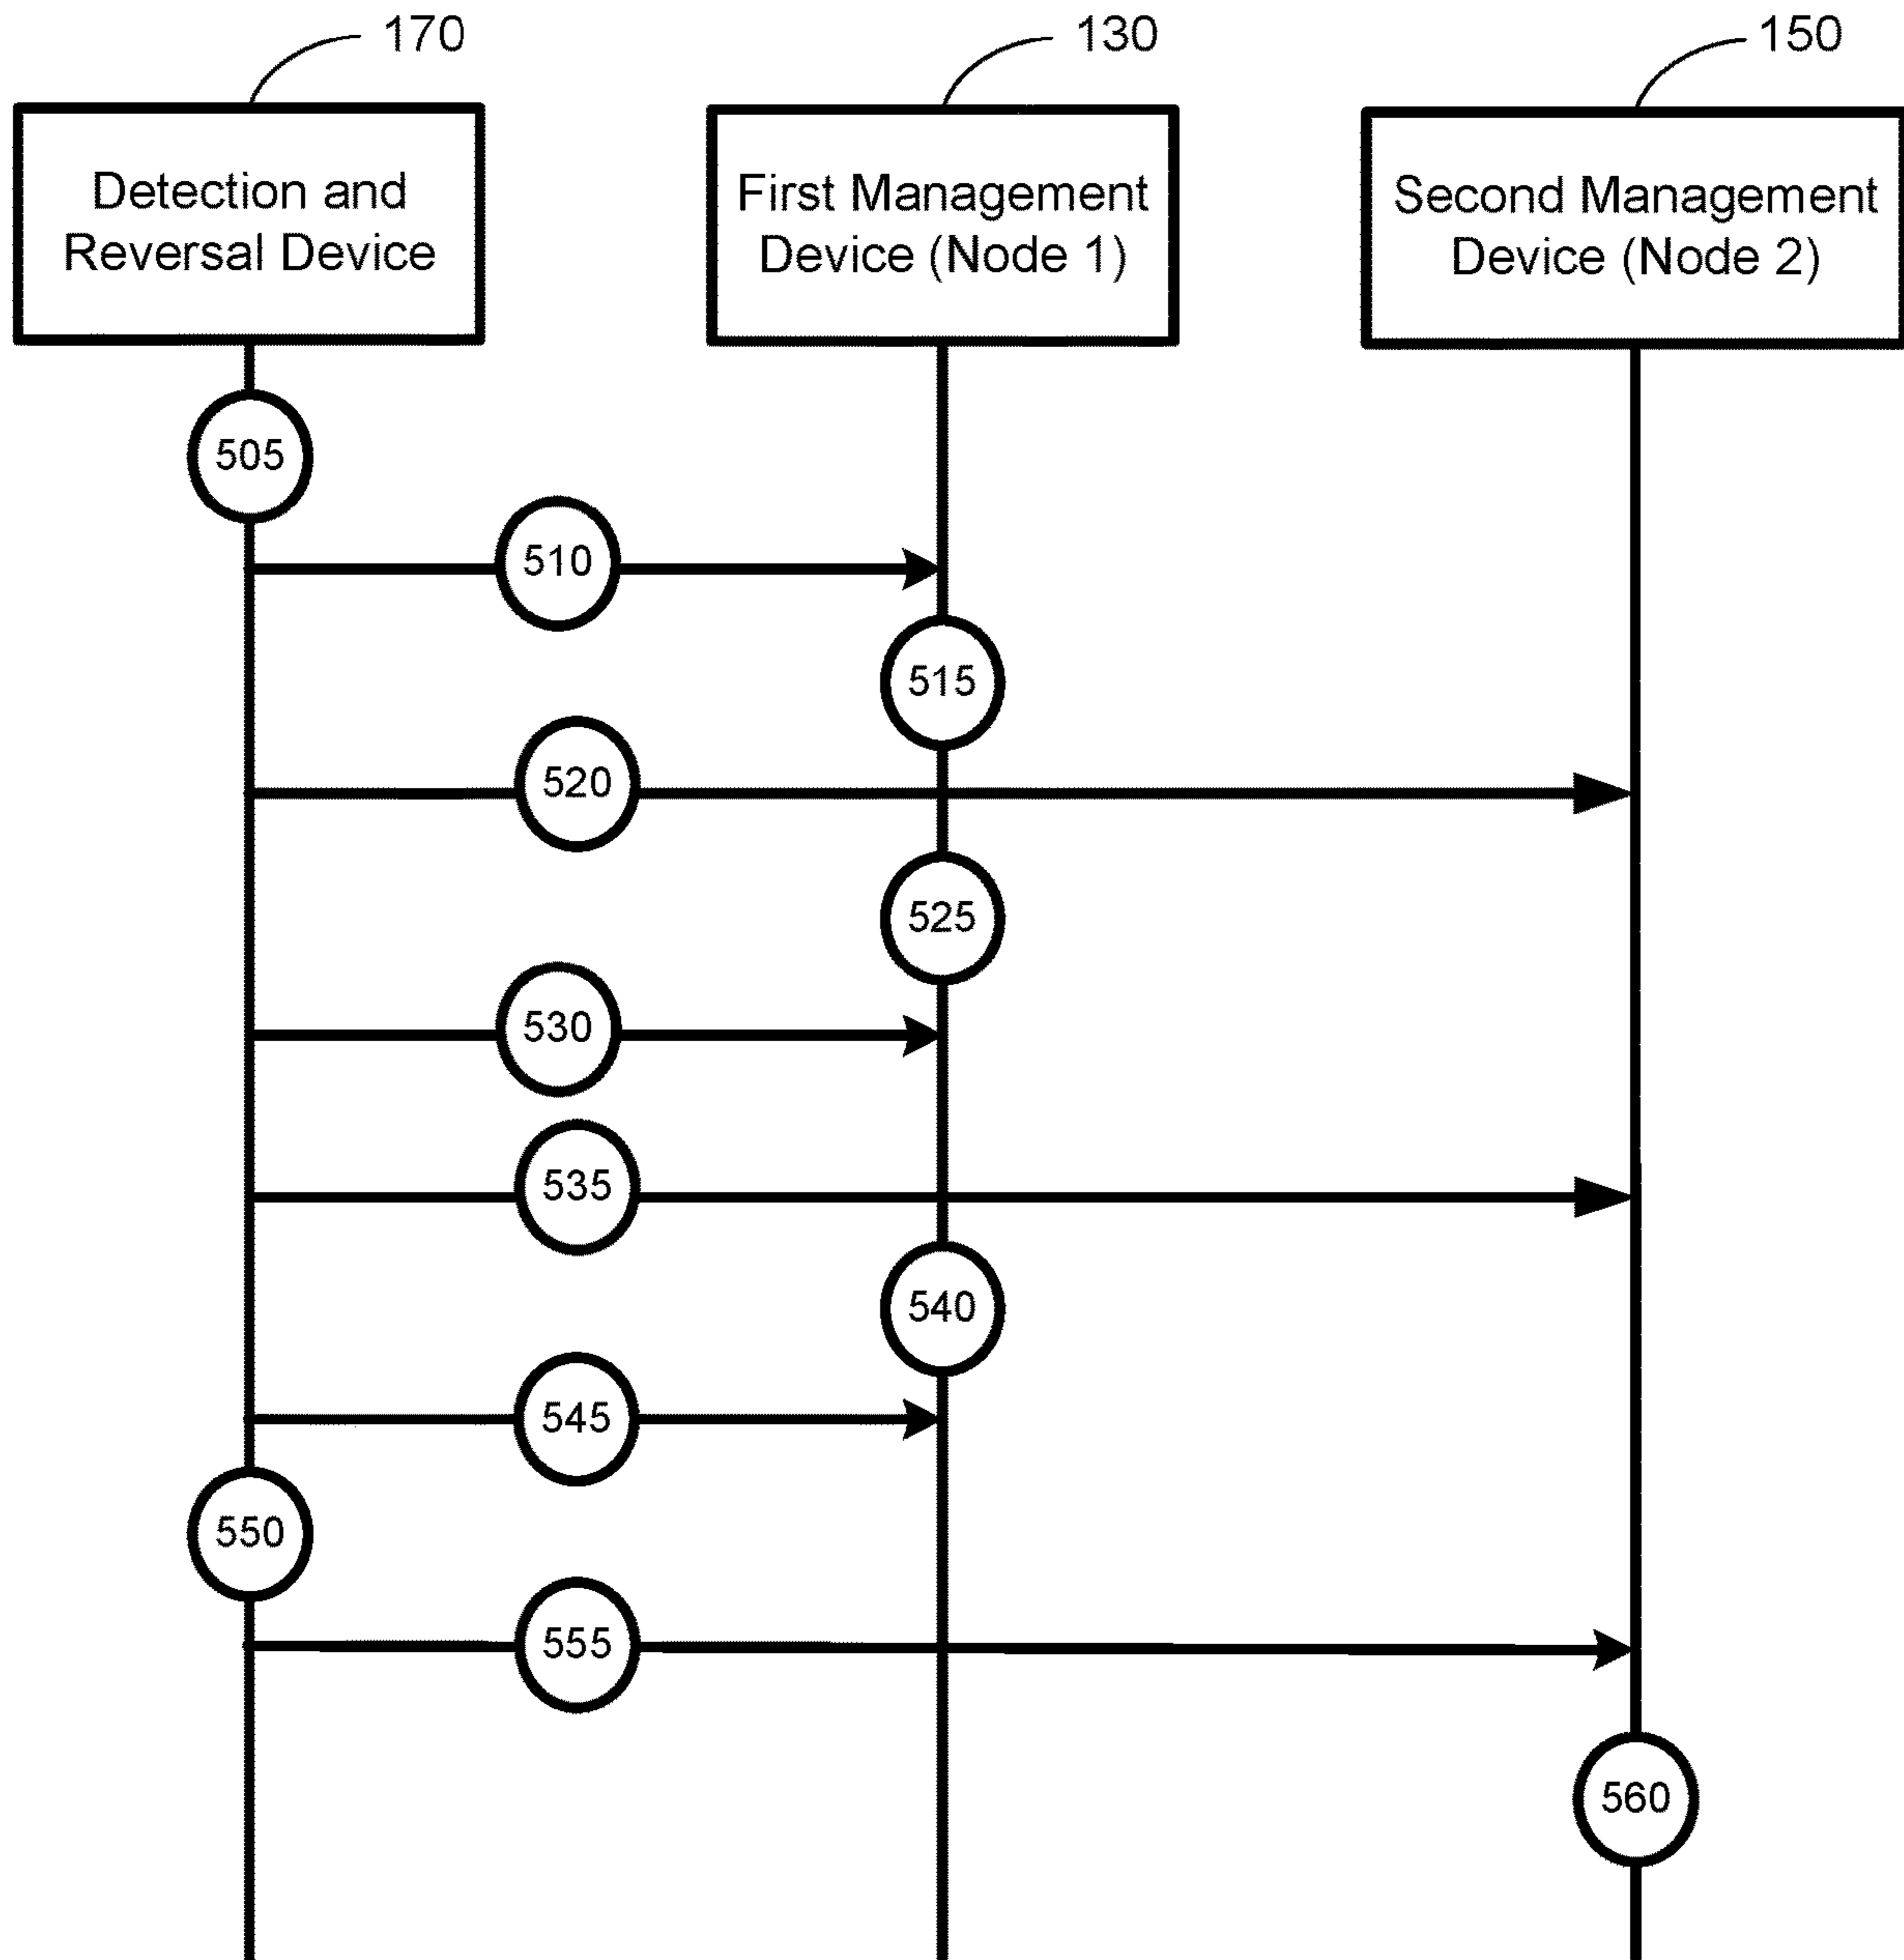 170
130
150
Detection and
Reversal Device
First Management
Device (Node 1)
Second Management
Device (Node 2)
505
510
515
520
525
530
535
540
545
550
555
560